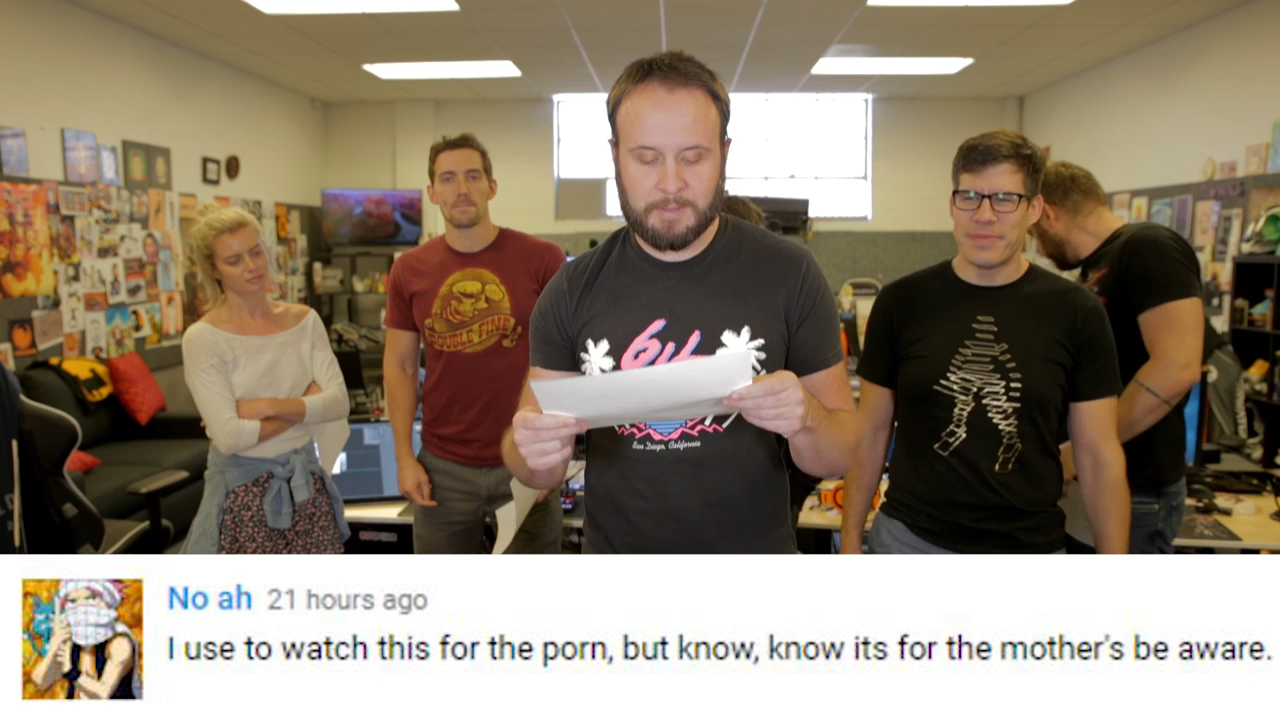 DOUBLE FINE
64
San Diego, California
No ah 21 hours ago
I use to watch this for the porn, but know, know its for the mother's be aware.